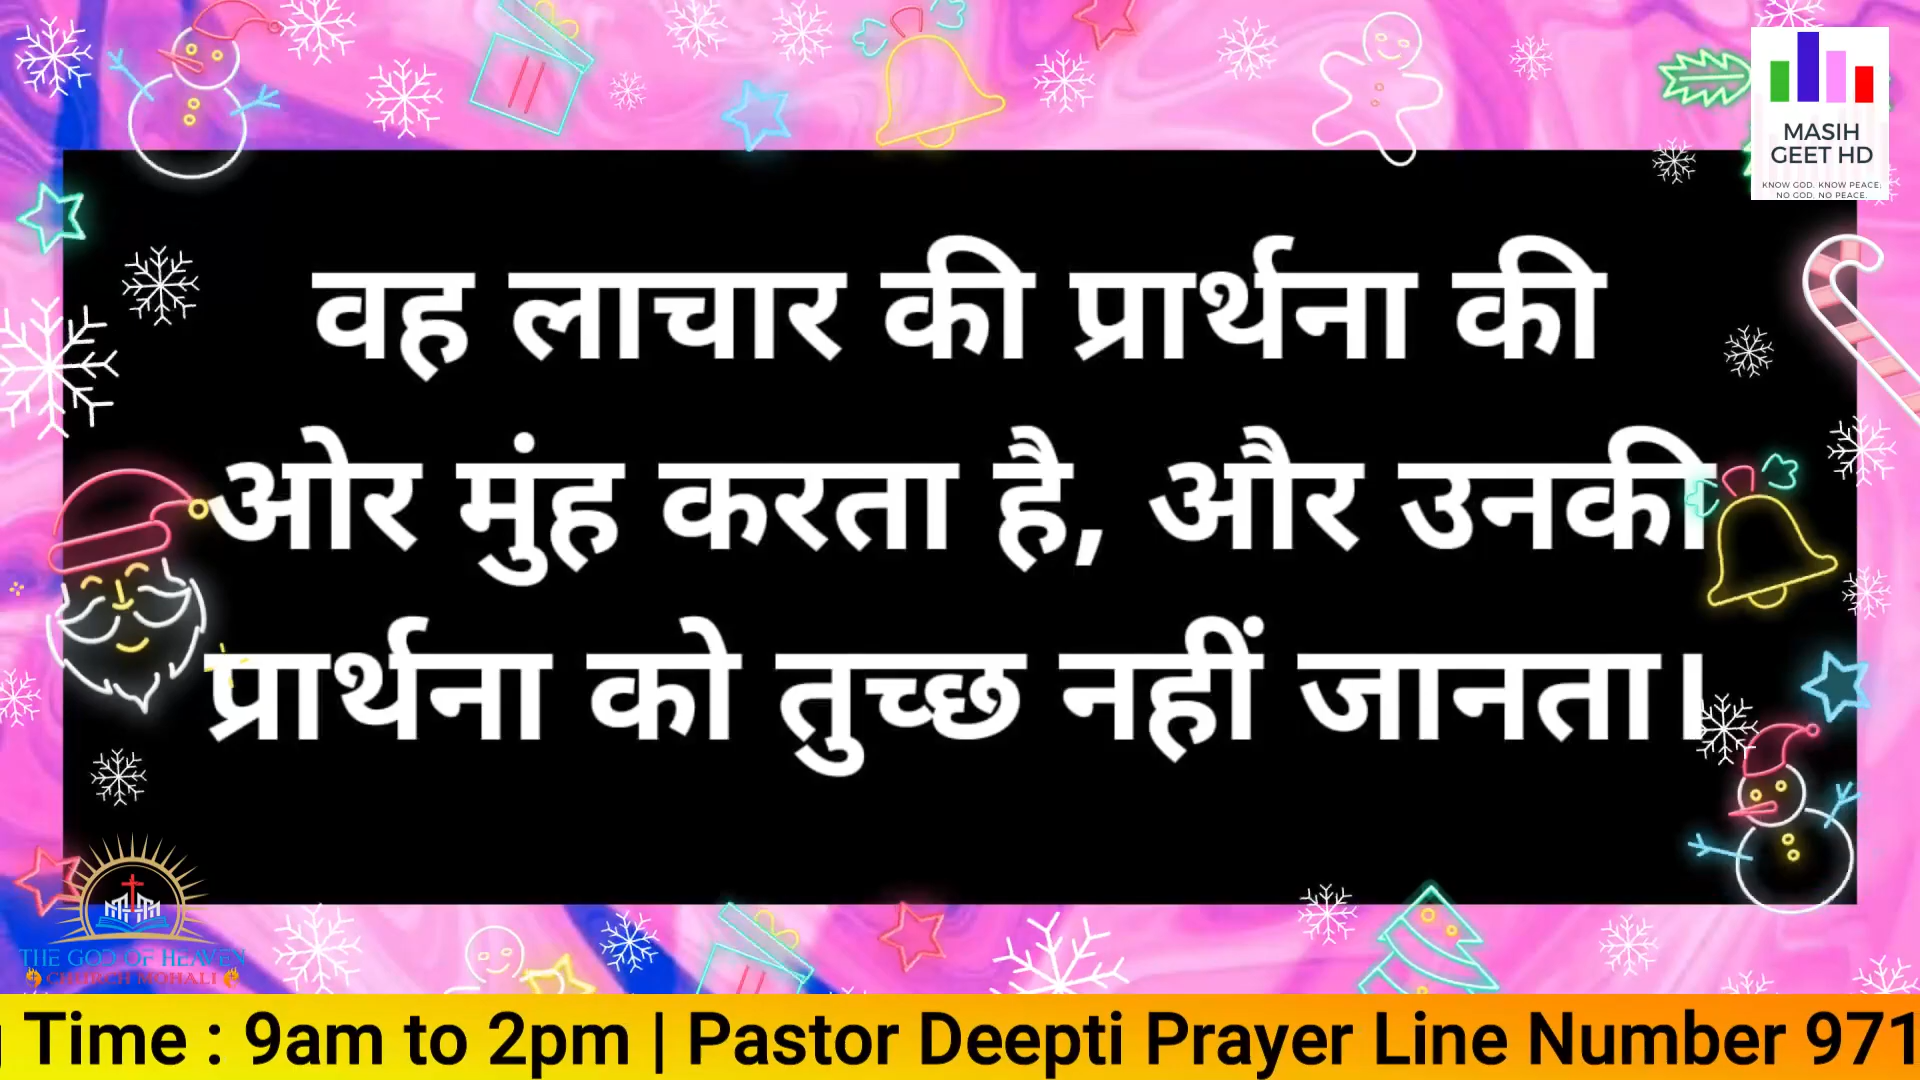 MASIH
GEET HD
KNOW GOD, KNOW PEACE;
NO GOD, NO PEACE.
वह लाचार की प्रार्थना की
ओर मुंह करता है, और उनकी
प्रार्थना को तुच्छ नहीं जानता।
THE GOD OF HEAVEN
CHURCH MOHALI
Time : 9am to 2pm | Pastor Deepti Prayer Line Number 971